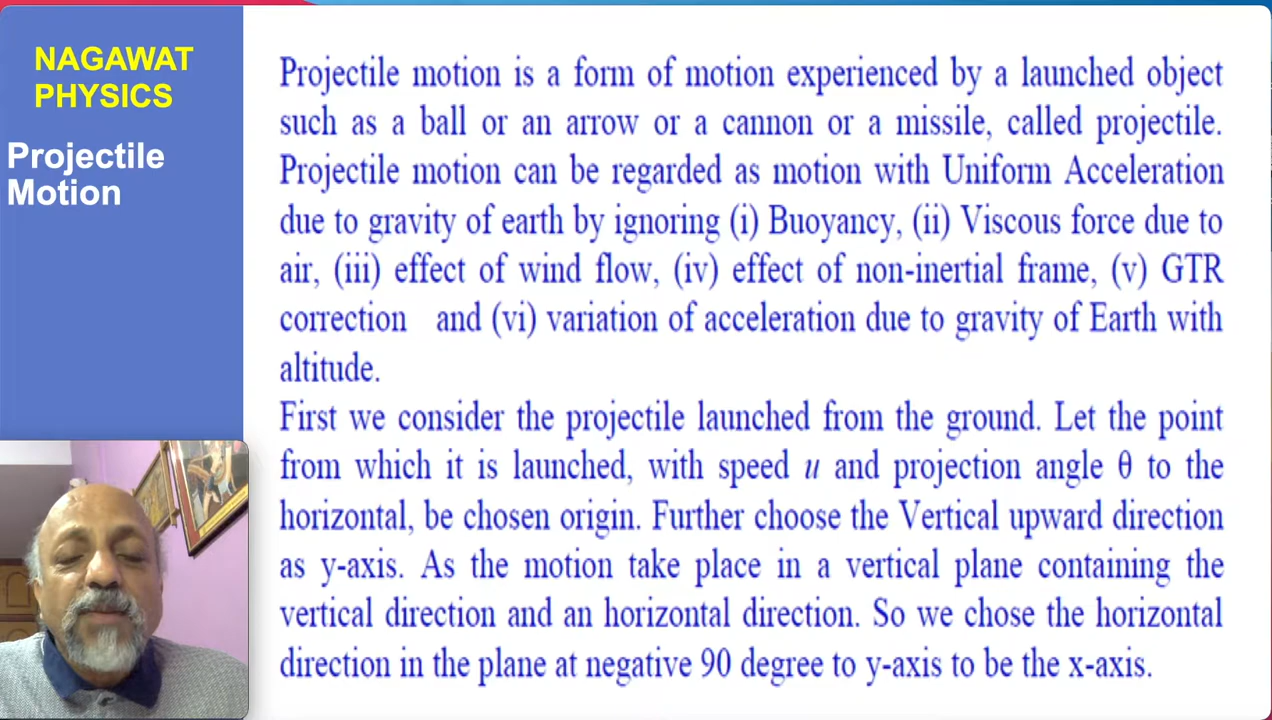 NAGAWAT
PHYSICS
Projectile
Motion
Projectile motion is a form of motion experienced by a launched object
such as a ball or an arrow or a cannon or a missile, called projectile.
Projectile motion can be regarded as motion with Uniform Acceleration
due to gravity of earth by ignoring (i) Buoyancy, (ii) Viscous force due to
air, (iii) effect of wind flow, (iv) effect of non-inertial frame, (v) GTR
correction and (vi) variation of acceleration due to gravity of Earth with
altitude.
First we consider the projectile launched from the ground. Let the point
from which it is launched, with speed u and projection angle θ to the
horizontal, be chosen origin. Further choose the Vertical upward direction
as y-axis. As the motion take place in a vertical plane containing the
vertical direction and an horizontal direction. So we chose the horizontal
direction in the plane at negative 90 degree to y-axis to be the x-axis.